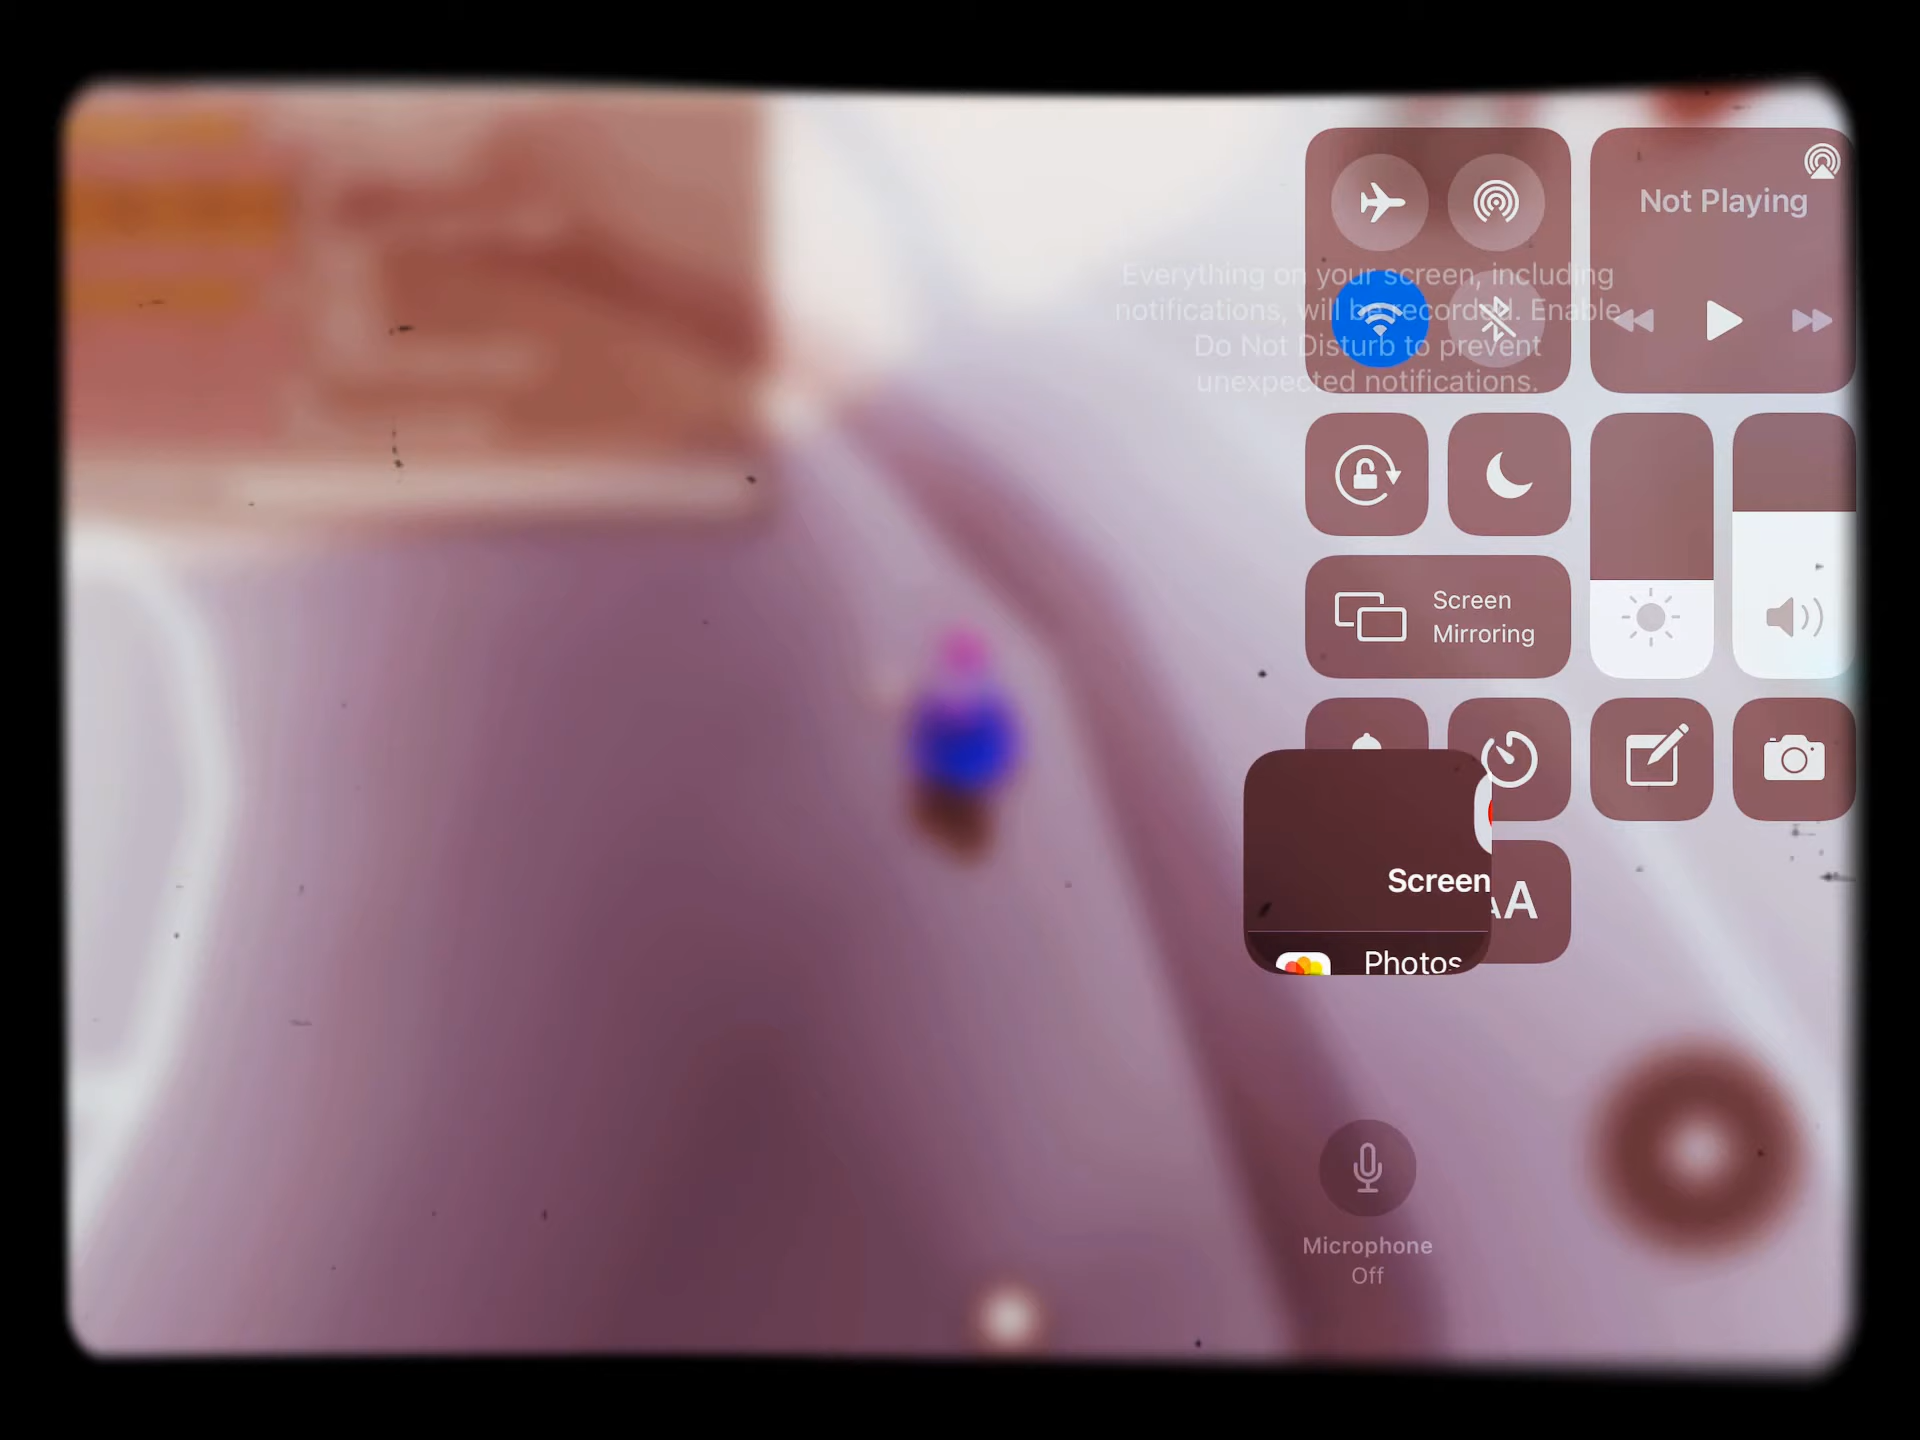 Not Playing
Everything on your screen, including
notifications, will be recorded. Enable
Do Not Disturb to prevent
unexpected notifications.
Screen
Mirroring
Screen
AA
Photos
Microphone
Off